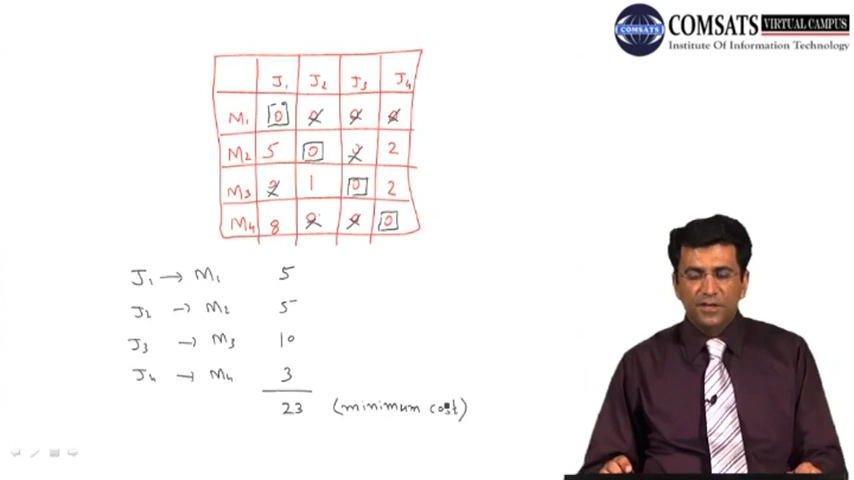 COMSATS VIRTUAL CAMPUS
Institute Of Information Technology
J1 J2 J3 J4
M1 0 0 0 0
M2 5 0 0 2
M3 0 1 0 2
M4 8 0 0 0
J1 → M1 5
J2 → M2 5
J3 → M3 10
J4 → M4 3
23 (minimum cost)